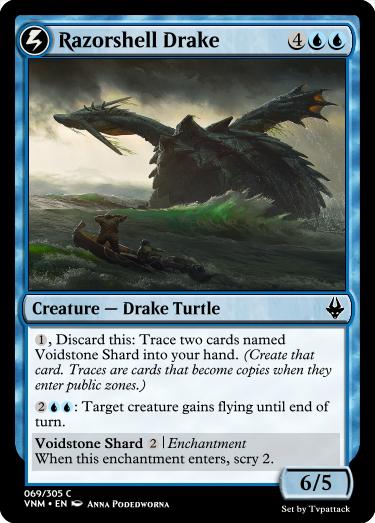 Razorshell Drake 4
Creature — Drake Turtle
1, Discard this: Trace two cards named
Voidstone Shard into your hand. (Create that
card. Traces are cards that become copies when they
enter public zones.)
2: Target creature gains flying until end of
turn.
Voidstone Shard 2 | Enchantment
When this enchantment enters, scry 2.
6/5
069/305 C
VNM • EN Anna Podedworna
Set by Tvpattack